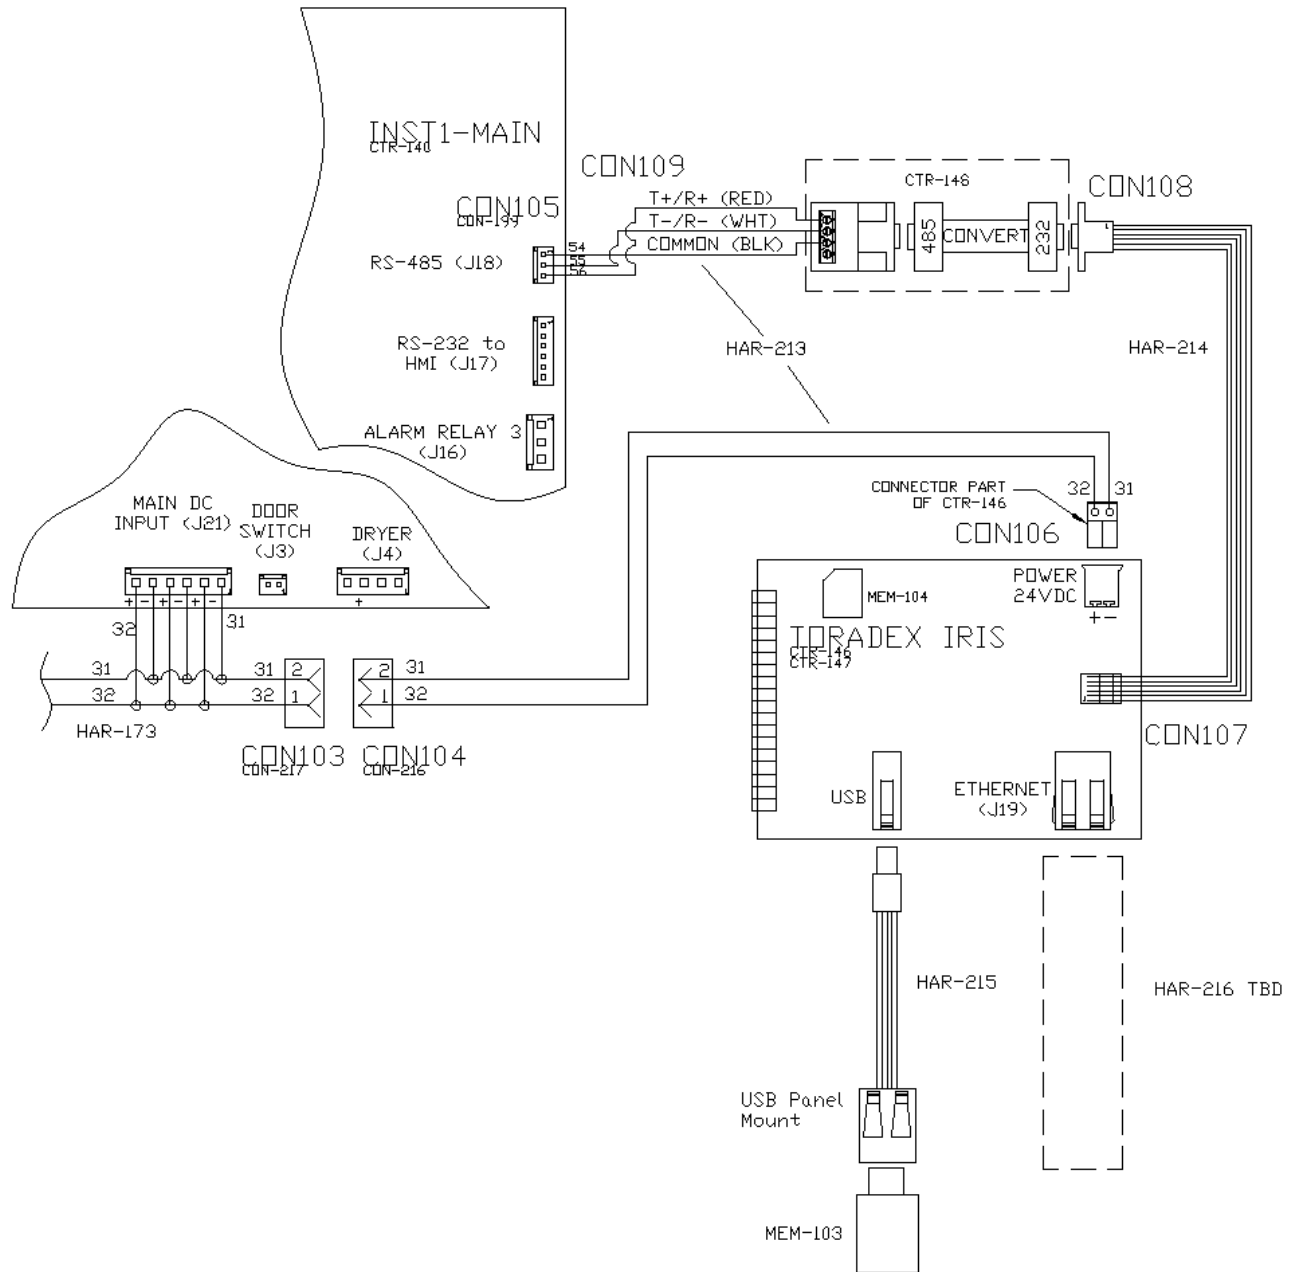 INST1-MAIN
CTR-140
CON109
CON105
CON-199
RS-485 (J18)
54
55
56
T+/R+ (RED)
T-/R- (WHT)
COMMON (BLK)
CTR-148
485
CONVERT
232
CON108
RS-232 to
HMI (J17)
HAR-213
HAR-214
ALARM RELAY 3
(J16)
MAIN DC
INPUT (J21)
DOOR
SWITCH
(J3)
DRYER
(J4)
+ - + - + -
+
32
31
CONNECTOR PART
OF CTR-146
32 31
CON106
POWER
24VDC
+-
MEM-104
TORADEX IRIS
CTR-146
CTR-147
31
32
31
32
2
1
2
1
31
32
HAR-173
CON103
CON-217
CON104
CON-216
CON107
USB
ETHERNET
(J19)
HAR-215
HAR-216 TBD
USB Panel
Mount
MEM-103